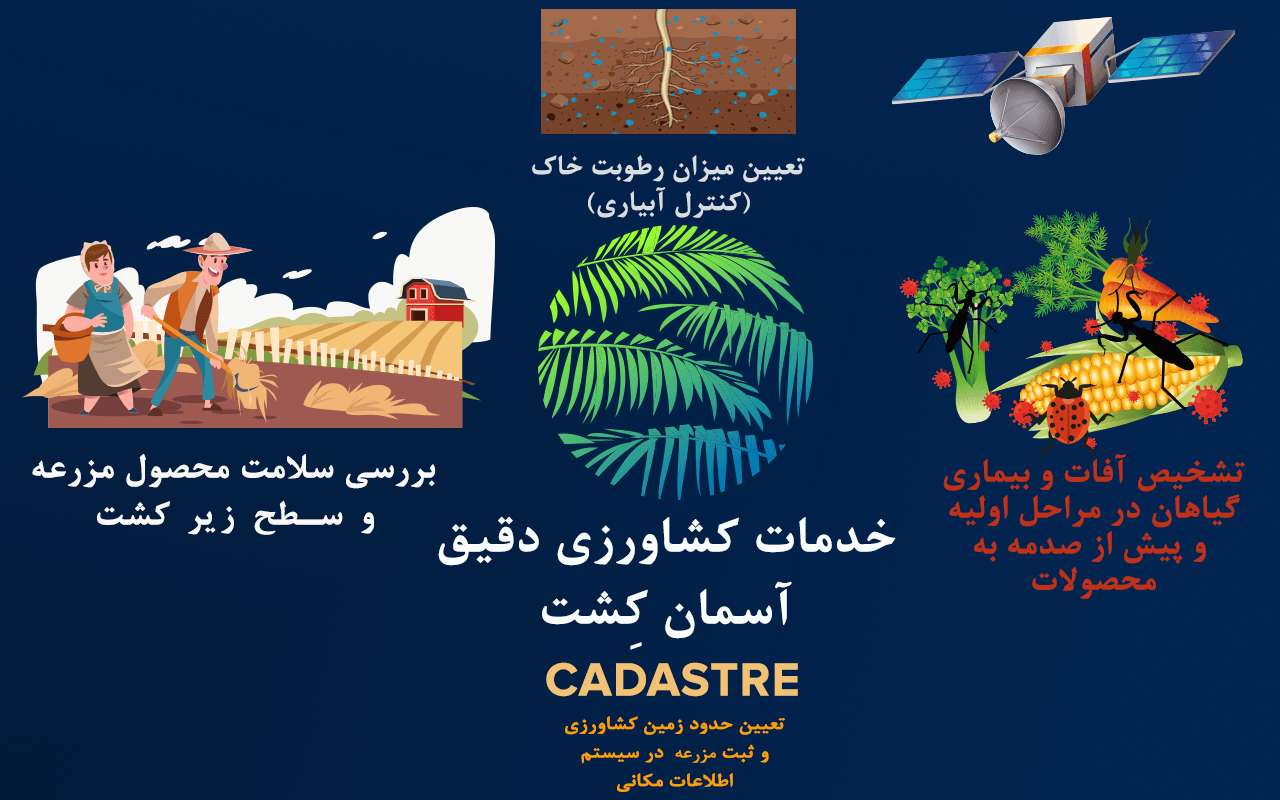 تعیین میزان رطوبت خاک
(کنترل آبیاری)
تشخیص آفات و بیماری
گیاهان در مراحل اولیه
و پیش از صدمه به
محصولات
بررسی سلامت محصول مزرعه
و سـطح زیر کشت
خدمات کشاورزی دقیق
آسمان کِشت
CADASTRE
تعیین حدود زمین کشاورزی
و ثبت مزرعه در سیستم
اطلاعات مکانی